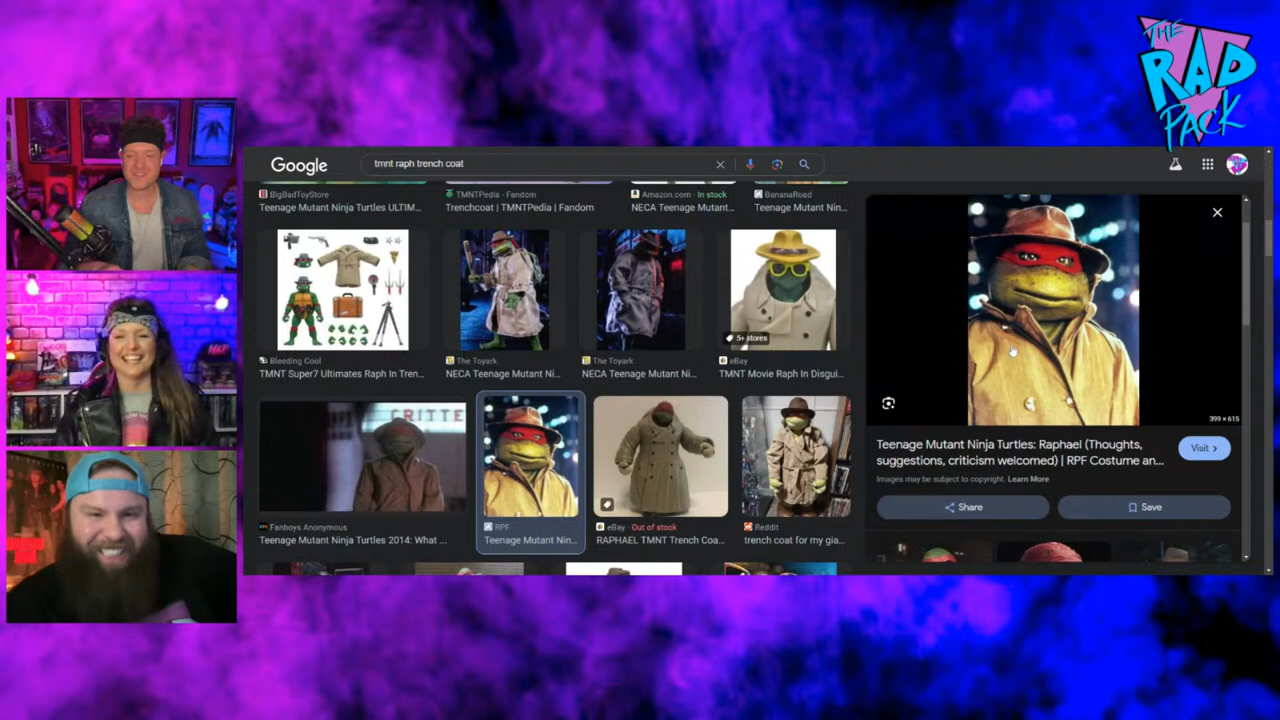 THE
RAD
PACK
Google
tmnt raph trench coat
BigBadToyStore
Teenage Mutant Ninja Turtles ULTIM...
TMNTPedia · Fandom
Trenchcoat | TMNTPedia | Fandom
Amazon.com · In stock
NECA Teenage Mutant...
BananaRoad
Teenage Mutant Nin...
5+ stores
Bleeding Cool
TMNT Super7 Ultimates Raph In Tren...
The Toyark
NECA Teenage Mutant Ni...
The Toyark
NECA Teenage Mutant Ni...
eBay
TMNT Movie Raph In Disgui...
CRITTE
Fanboys Anonymous
Teenage Mutant Ninja Turtles 2014: What ...
RPF
Teenage Mutant Nin...
eBay · Out of stock
RAPHAEL TMNT Trench Coa...
Reddit
trench coat for my gia...
399 × 615
Teenage Mutant Ninja Turtles: Raphael (Thoughts,
suggestions, criticism welcomed) | RPF Costume an...
Visit >
Images may be subject to copyright. Learn More
Share
Save